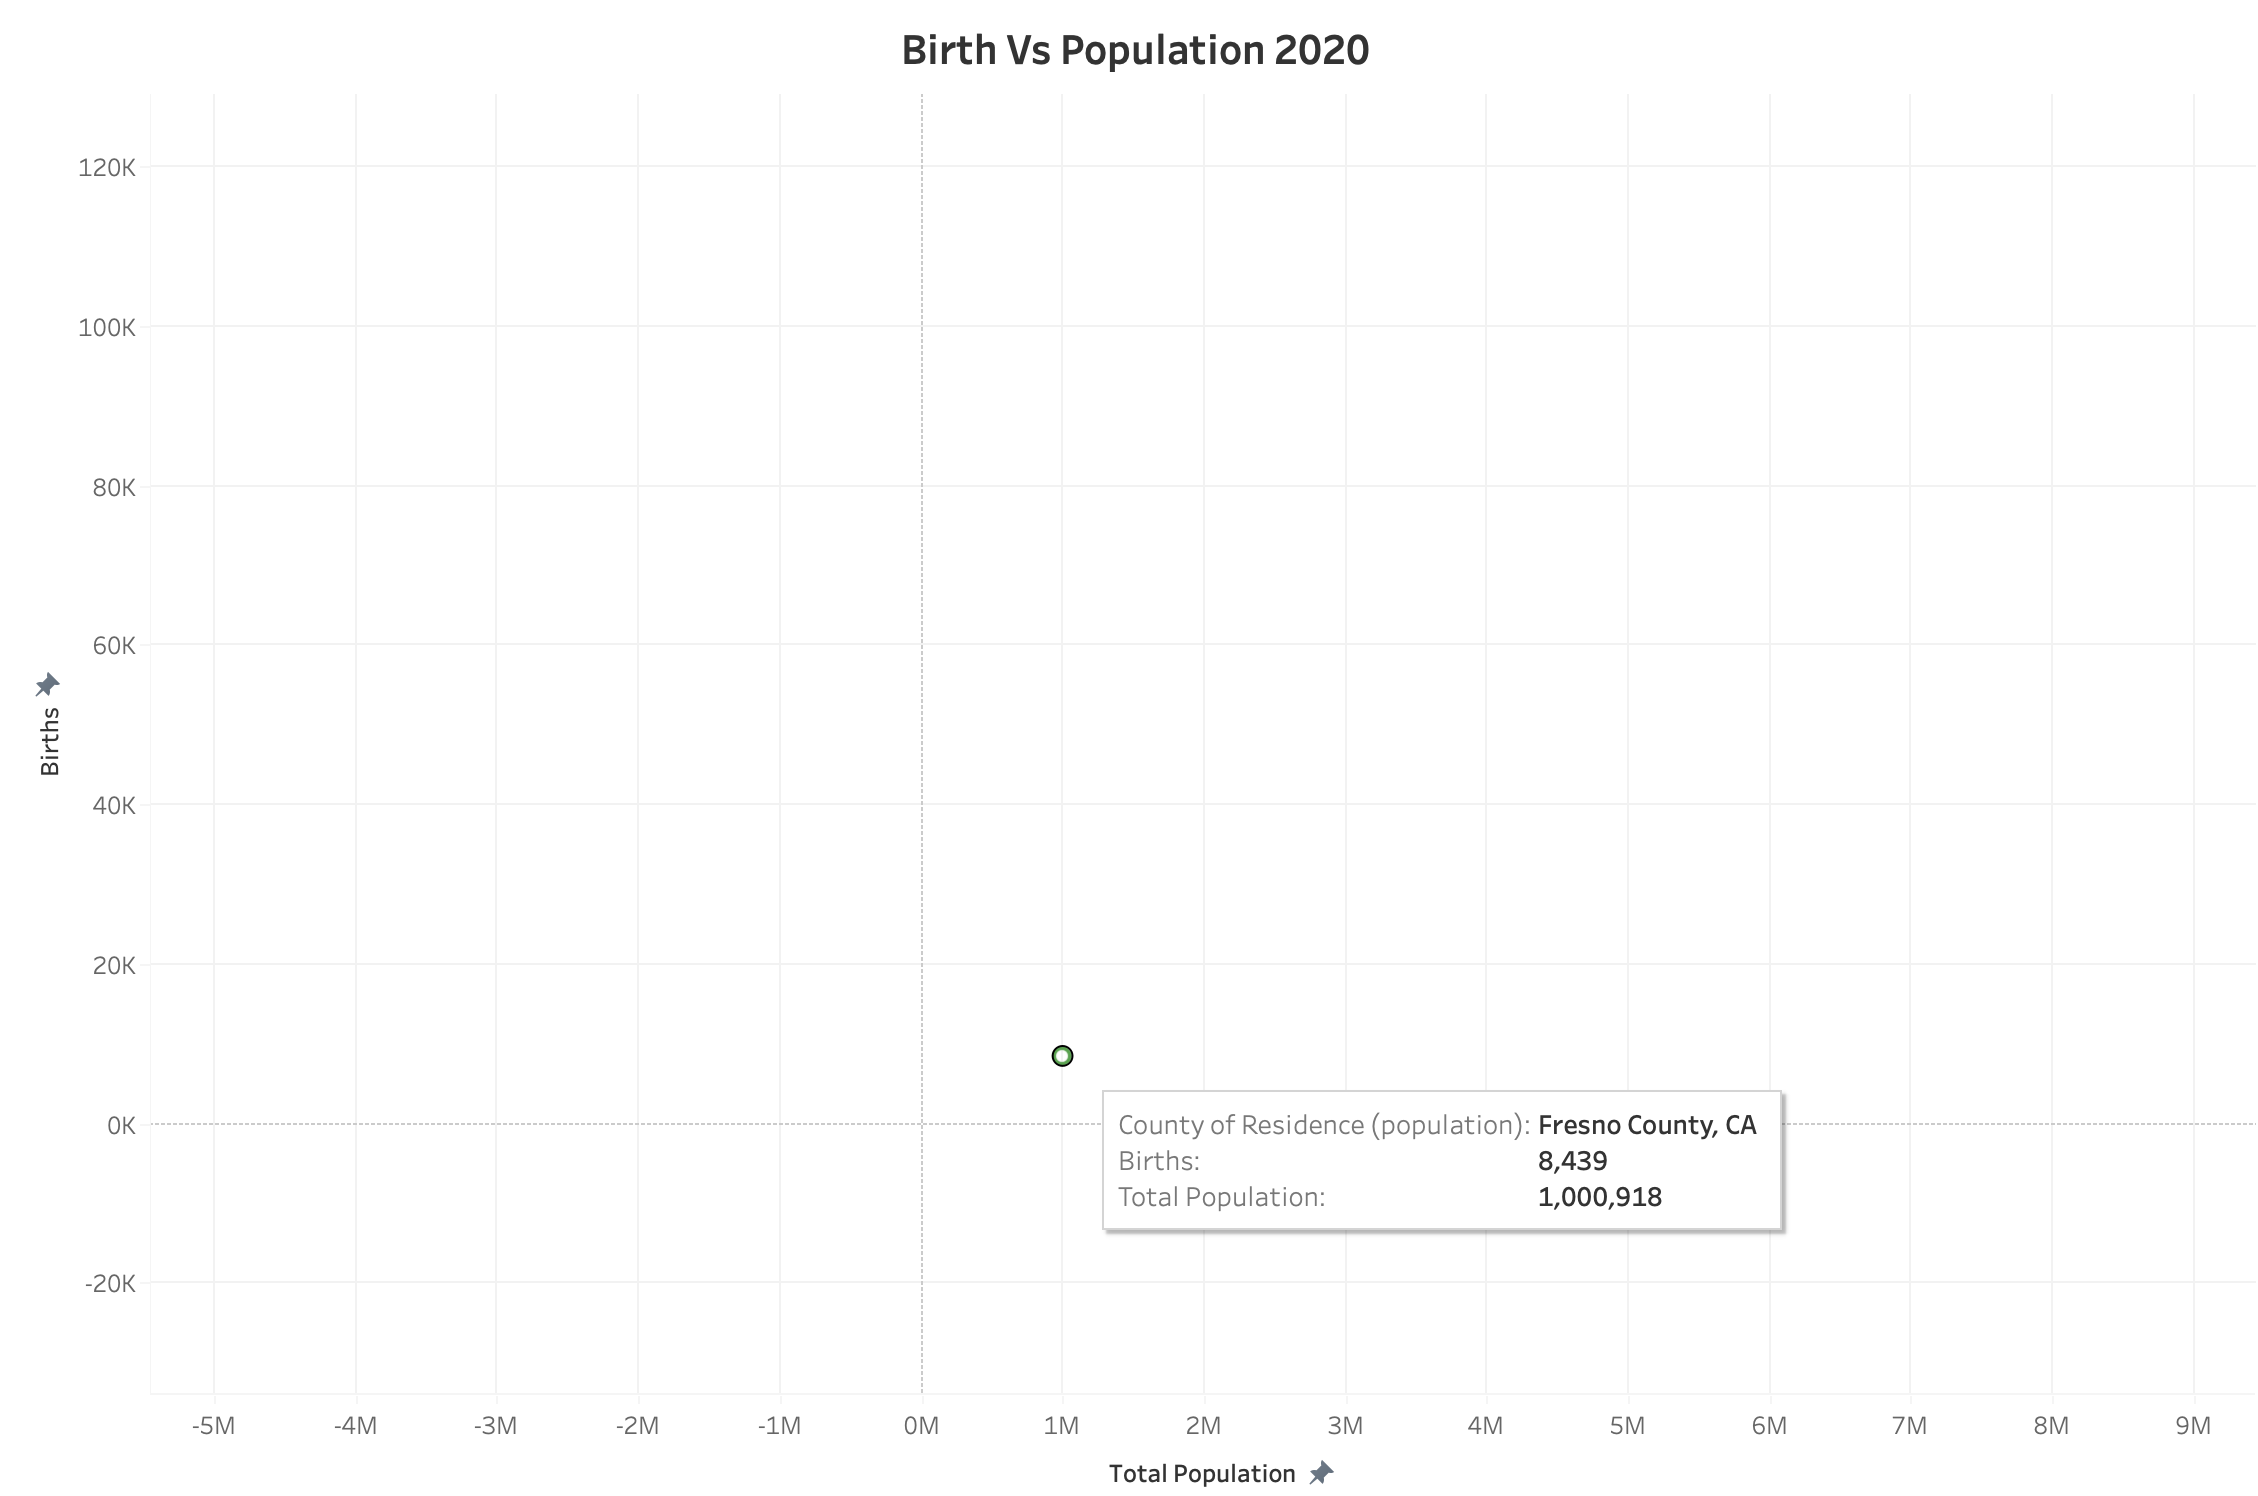 Birth Vs Population 2020
120K
100K
80K
60K
40K
20K
0K
-20K
Births
County of Residence (population): Fresno County, CA
Births: 8,439
Total Population: 1,000,918
-5M -4M -3M -2M -1M 0M 1M 2M 3M 4M 5M 6M 7M 8M 9M
Total Population